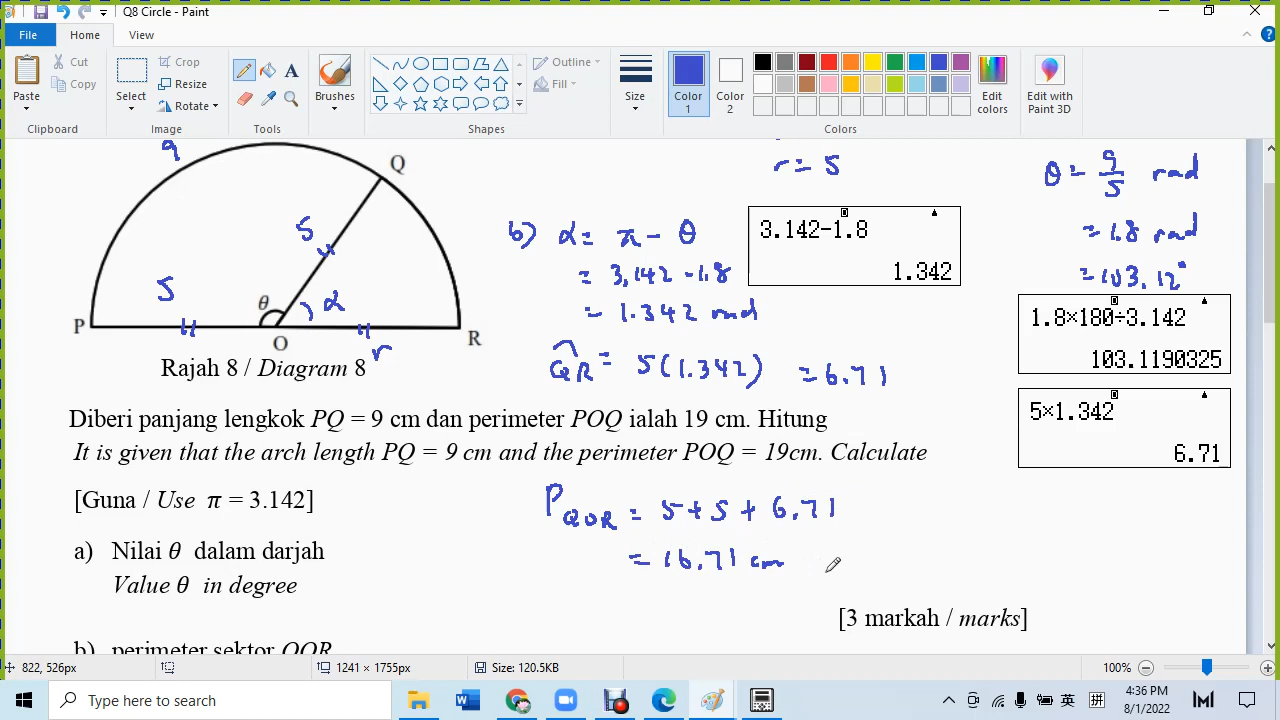 Q8 Circle - Paint
File
Home
View
Paste
Cut
Copy
Clipboard
Select
Crop
Resize
Rotate
Image
A
Tools
Brushes
Shapes
Outline
Fill
Size
Color 1
Color 2
Colors
Edit colors
Edit with Paint 3D
9
Q
5
5
θ
α
P
O
R
r
Rajah 8 / Diagram 8
r = 5
θ = 9/5 rad
= 1.8 rad
= 103.12°
b) α = π - θ
= 3.142 - 1.8
= 1.342 rad
3.142-1.8
1.342
1.8×180÷3.142
103.1190325
QR = 5(1.342) = 6.71
5×1.342
6.71
Diberi panjang lengkok PQ = 9 cm dan perimeter POQ ialah 19 cm. Hitung
It is given that the arch length PQ = 9 cm and the perimeter POQ = 19cm. Calculate
[Guna / Use π = 3.142]
P QOR = 5 + 5 + 6.71
= 16.71 cm
a) Nilai θ dalam darjah
Value θ in degree
[3 markah / marks]
b) perimeter sektor QOR
822, 526px
1241 × 1755px
Size: 120.5KB
100%
Type here to search
W
英
拼
4:36 PM
8/1/2022